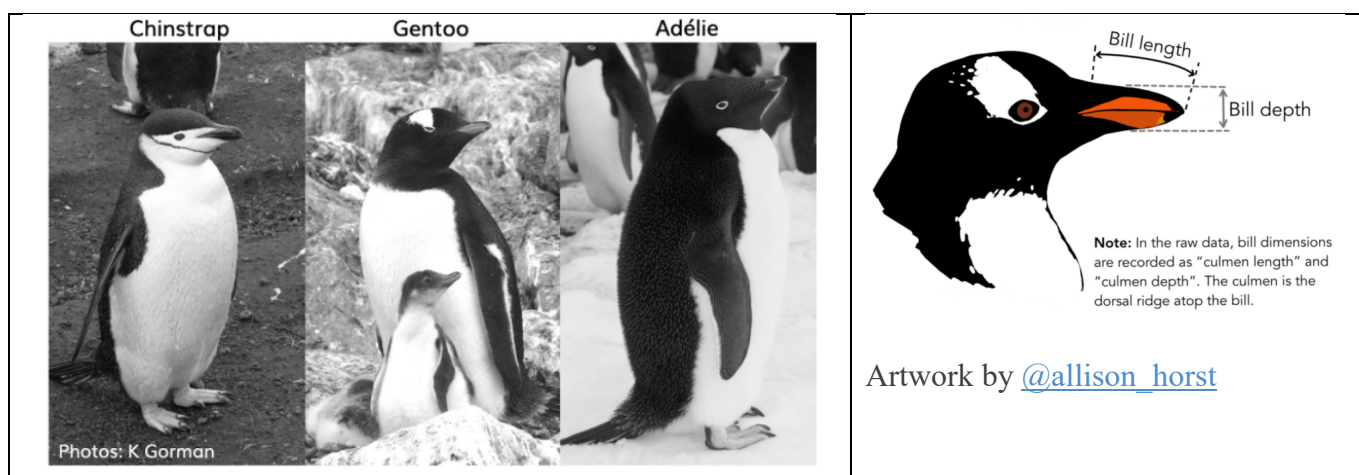 Chinstrap
Gentoo
Adélie
Photos: K Gorman
Bill length
Bill depth
Note: In the raw data, bill dimensions
are recorded as “culmen length” and
“culmen depth”. The culmen is the
dorsal ridge atop the bill.
Artwork by @allison_horst